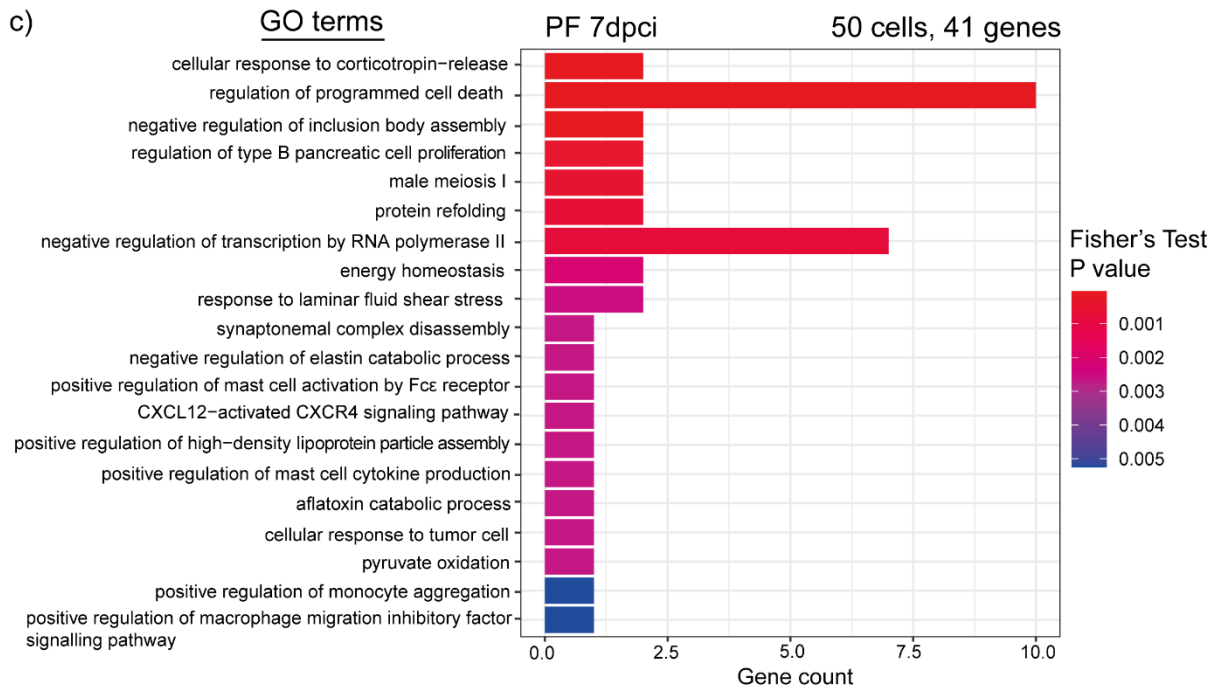 c)
GO terms
PF 7dpci
50 cells, 41 genes
cellular response to corticotropin−release
regulation of programmed cell death
negative regulation of inclusion body assembly
regulation of type B pancreatic cell proliferation
male meiosis I
protein refolding
negative regulation of transcription by RNA polymerase II
energy homeostasis
response to laminar fluid shear stress
synaptonemal complex disassembly
negative regulation of elastin catabolic process
positive regulation of mast cell activation by Fcε receptor
CXCL12−activated CXCR4 signaling pathway
positive regulation of high−density lipoprotein particle assembly
positive regulation of mast cell cytokine production
aflatoxin catabolic process
cellular response to tumor cell
pyruvate oxidation
positive regulation of monocyte aggregation
positive regulation of macrophage migration inhibitory factor
signalling pathway
0.0
2.5
5.0
7.5
10.0
Gene count
Fisher's Test
P value
0.001
0.002
0.003
0.004
0.005